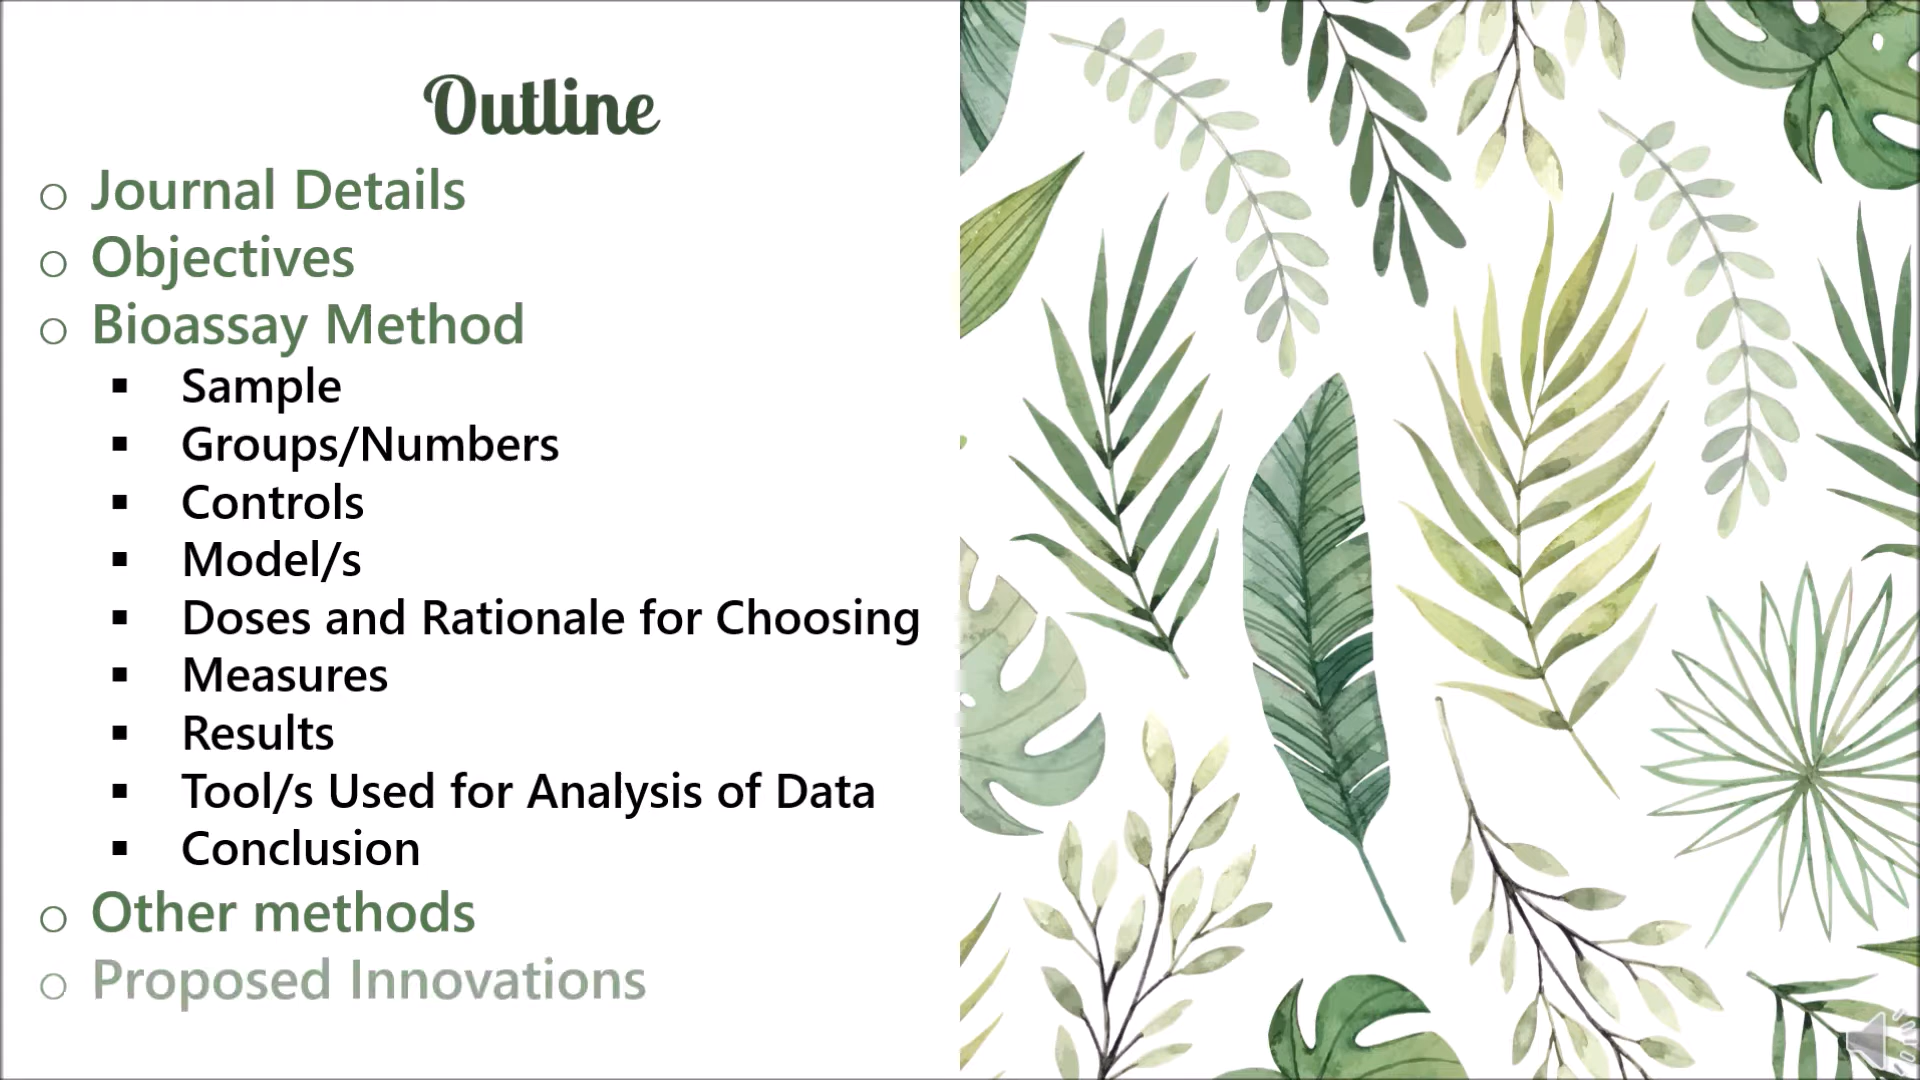 Outline
Journal Details
Objectives
Bioassay Method
Sample
Groups/Numbers
Controls
Model/s
Doses and Rationale for Choosing
Measures
Results
Tool/s Used for Analysis of Data
Conclusion
Other methods
Proposed Innovations